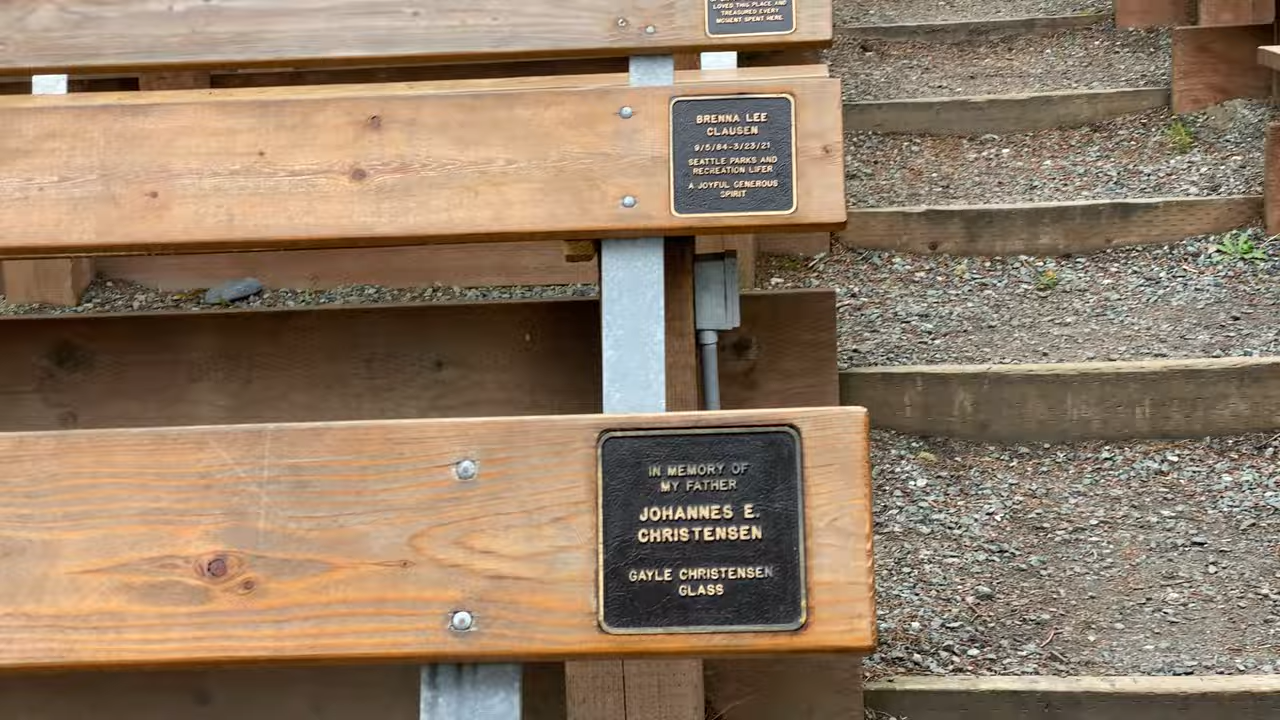 LOVED THIS PLACE AND
TREASURED EVERY
MOMENT SPENT HERE
BRENNA LEE
CLAUSEN
9/5/84-3/23/21
SEATTLE PARKS AND
RECREATION LIFER
A JOYFUL GENEROUS
SPIRIT
IN MEMORY OF
MY FATHER
JOHANNES E.
CHRISTENSEN
GAYLE CHRISTENSEN
GLASS